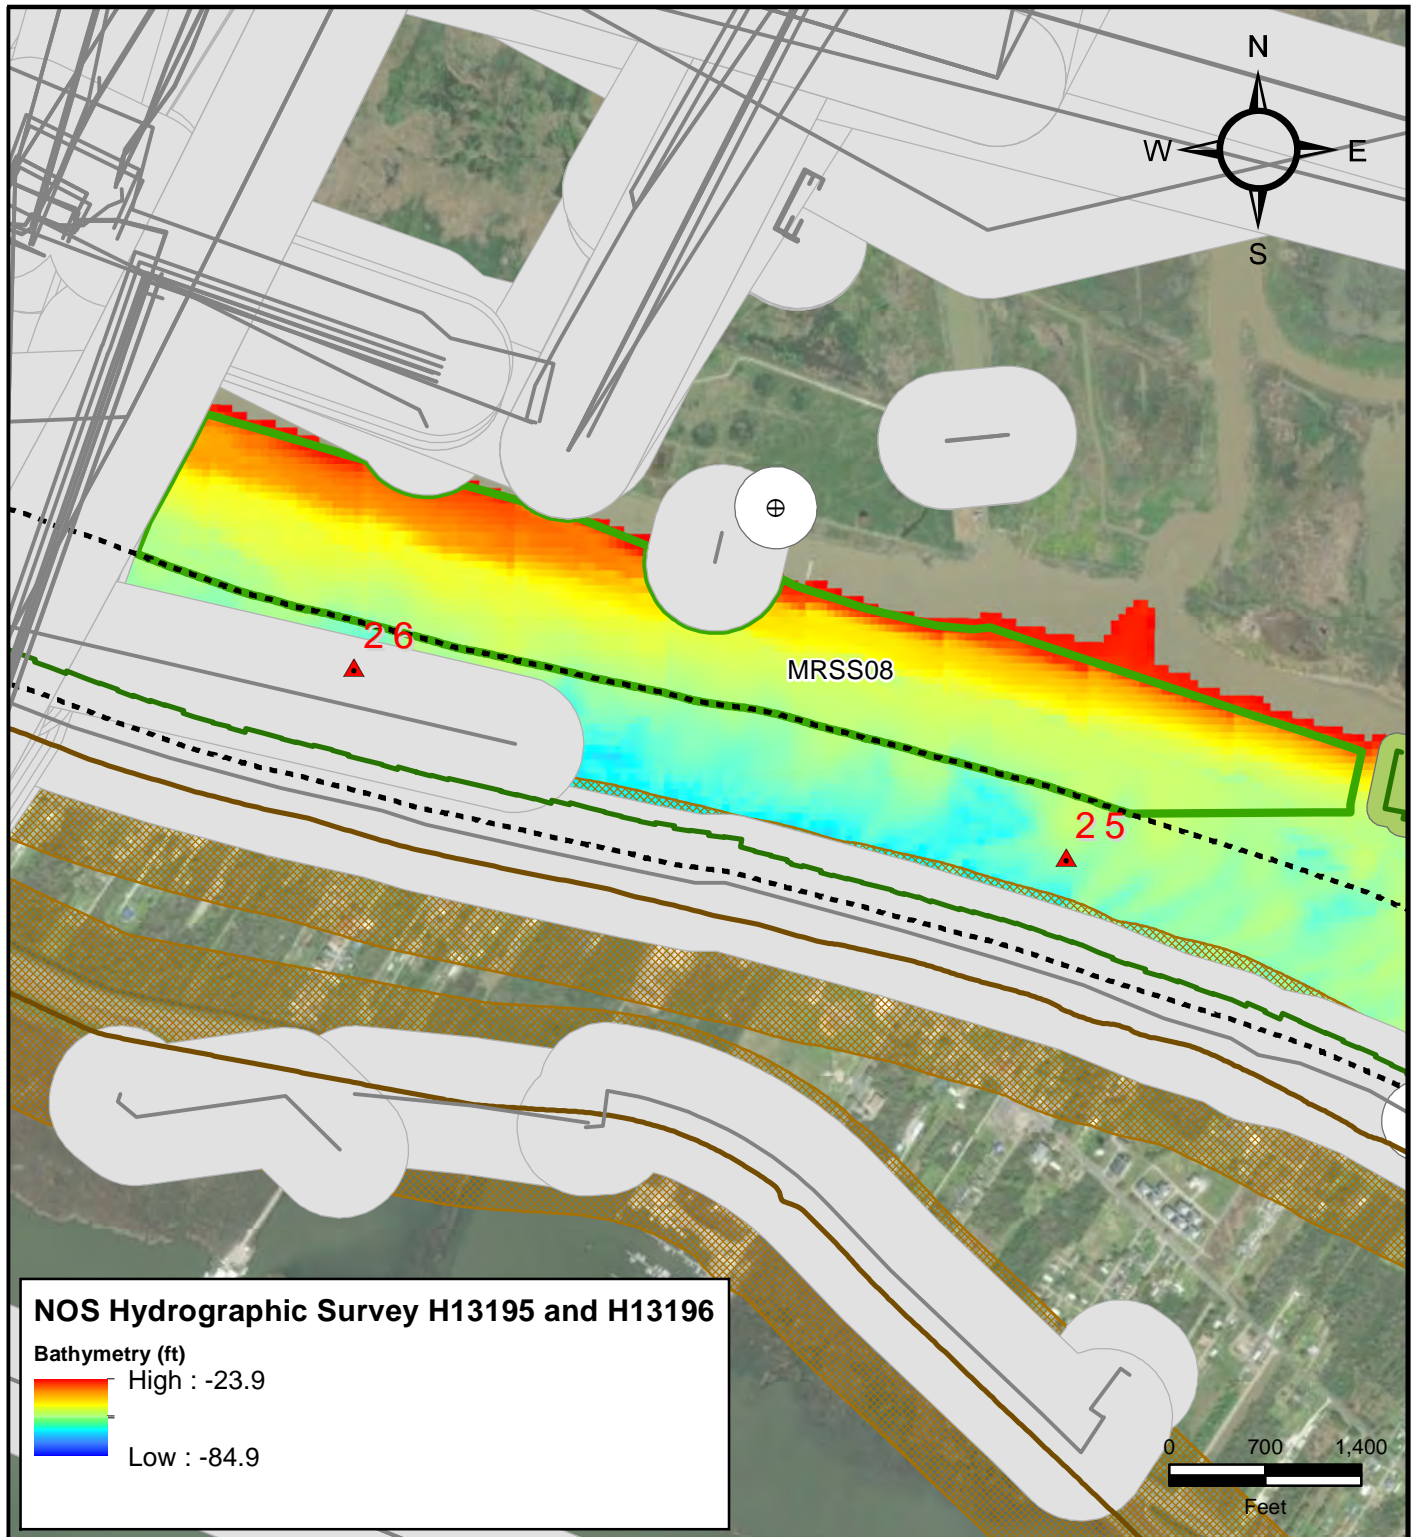 N
W E
S
26
MRSS08
25
NOS Hydrographic Survey H13195 and H13196
Bathymetry (ft)
High : -23.9
Low : -84.9
0 700 1,400
Feet